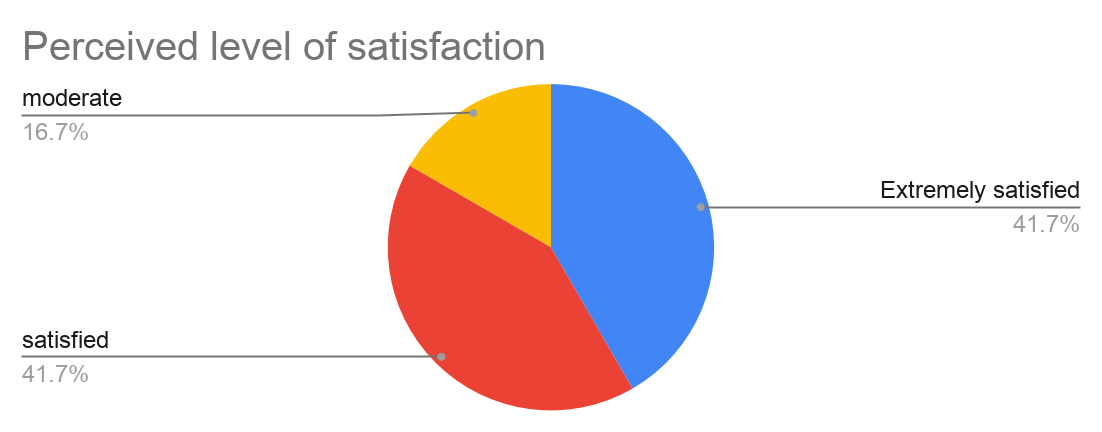 Perceived level of satisfaction
moderate
16.7%
Extremely satisfied
41.7%
satisfied
41.7%